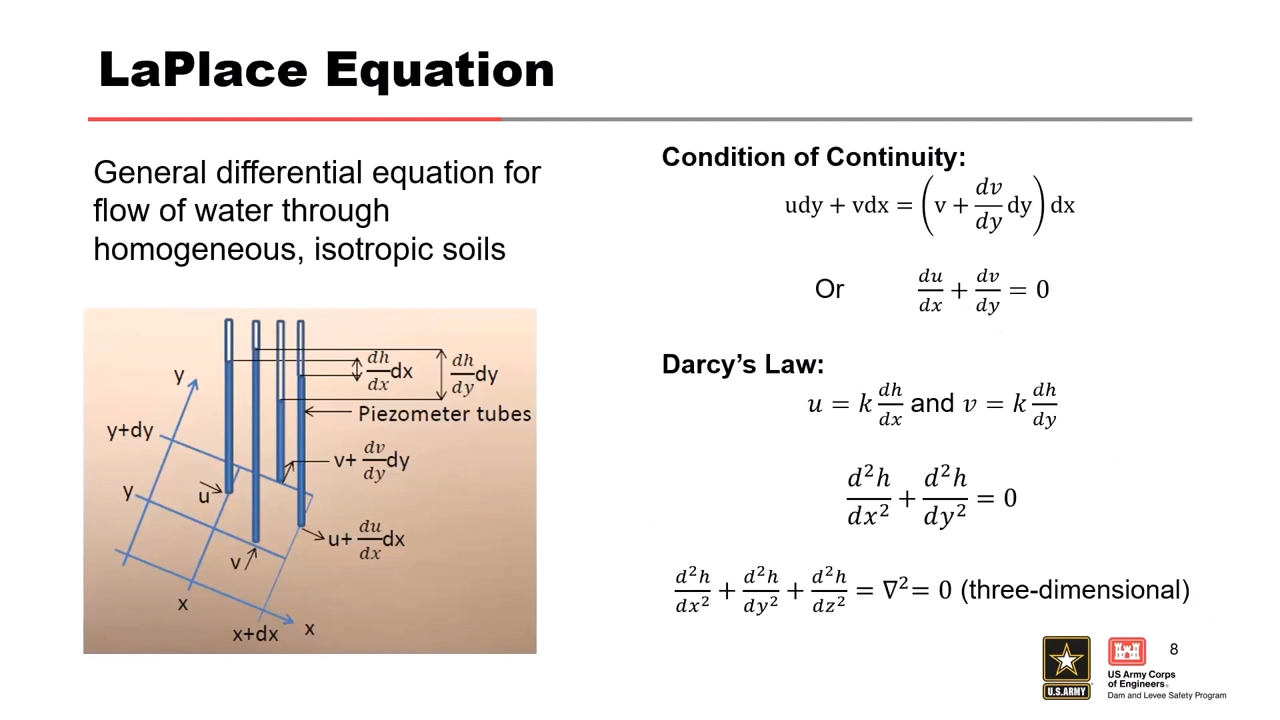 LaPlace Equation
General differential equation for
flow of water through
homogeneous, isotropic soils
y
y+dy
y
x
x+dx
x
u
v
dh/dx dx
dh/dy dy
Piezometer tubes
v+ dv/dy dy
u+ du/dx dx
Condition of Continuity:
udy + vdx = (v + dv/dy dy) dx
Or du/dx + dv/dy = 0
Darcy’s Law:
u = k dh/dx and v = k dh/dy
d²h/dx² + d²h/dy² = 0
d²h/dx² + d²h/dy² + d²h/dz² = ∇² = 0 (three-dimensional)
8
U.S.ARMY
US Army Corps
of Engineers®
Dam and Levee Safety Program